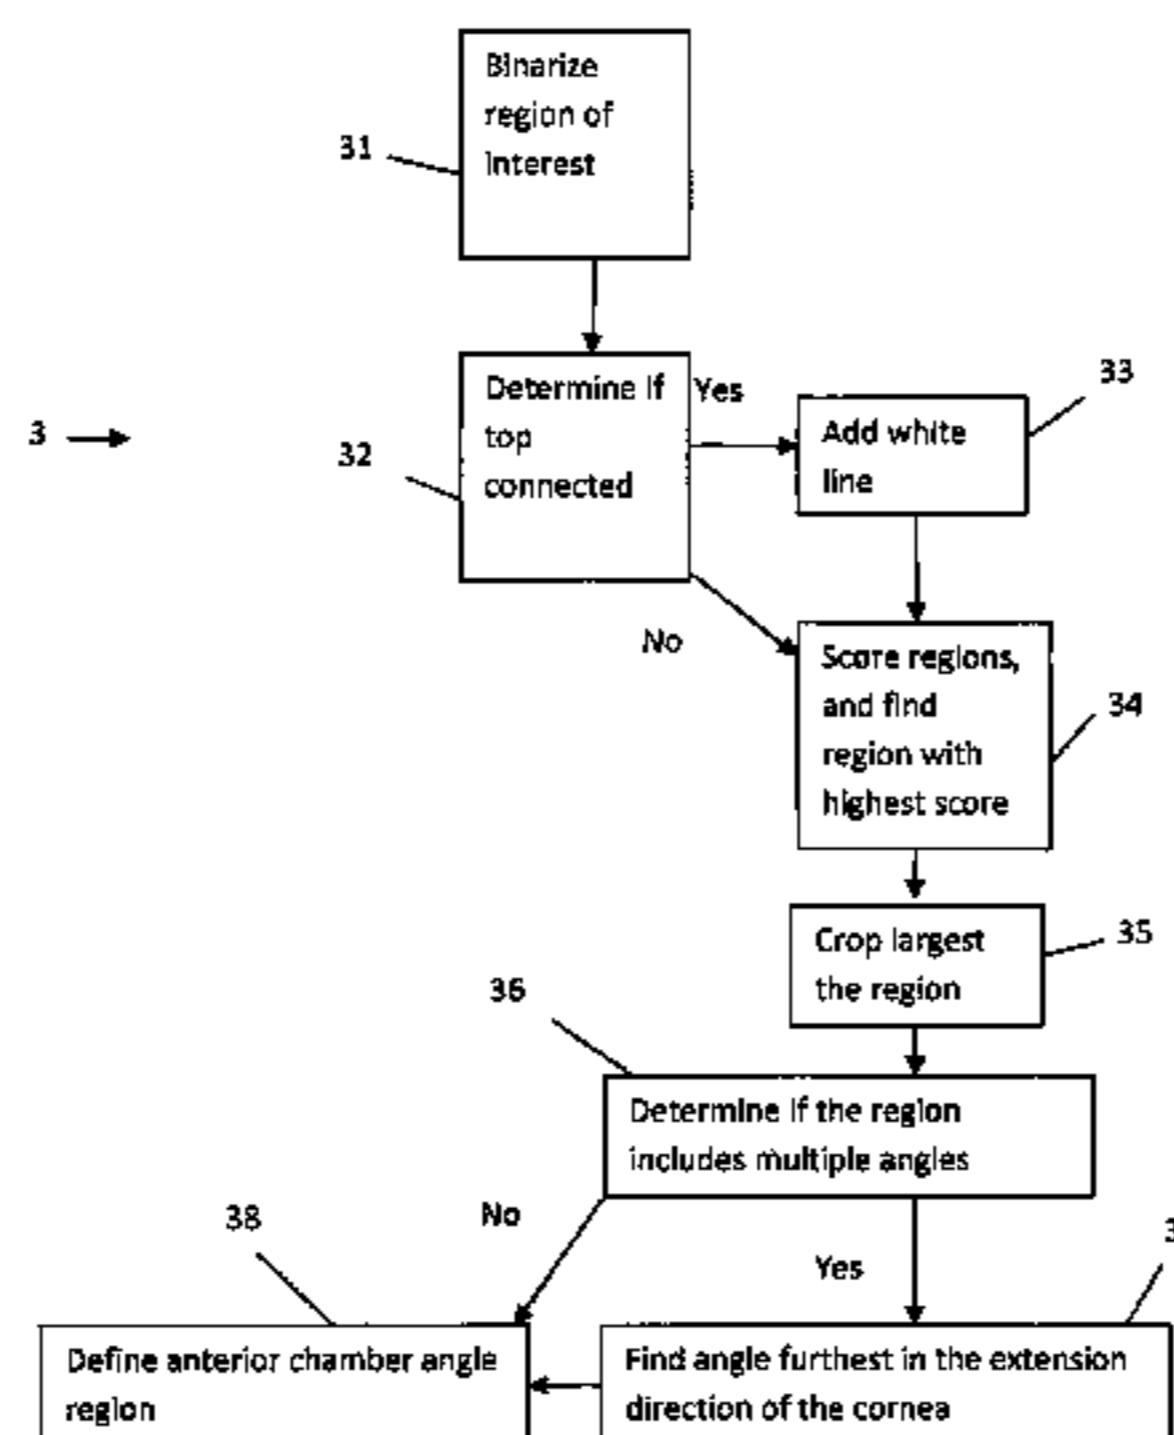 Binarize
region of
interest
31
Determine if
top
connected
Yes
3
32
33
Add white
line
No
Score regions,
and find
region with
highest score
34
Crop largest
the region
35
36
Determine if the region
includes multiple angles
38
No
Yes
Define anterior chamber angle
region
Find angle furthest in the extension
direction of the cornea